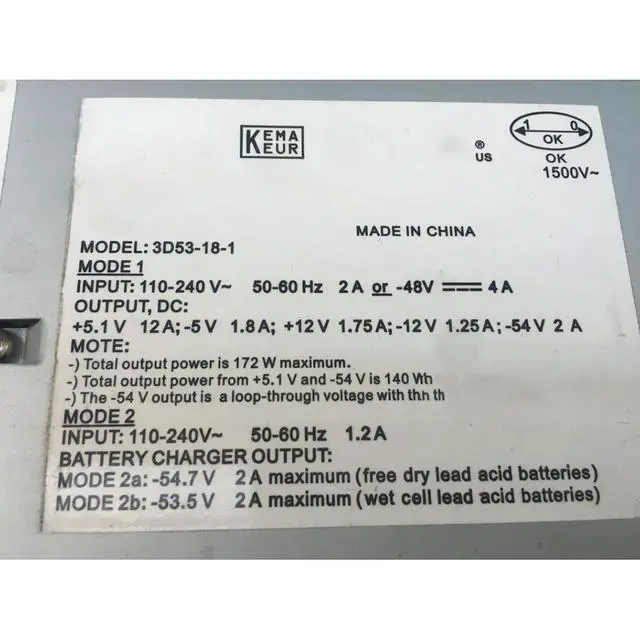 KEMA
KEUR
1 0
OK
® US
OK
1500V~
MADE IN CHINA
MODEL: 3D53-18-1
MODE 1
INPUT: 110-240 V~ 50-60 Hz 2 A or -48V 4 A
OUTPUT, DC:
+5.1 V 12 A; -5 V 1.8 A; +12 V 1.75 A; -12 V 1.25 A; -54 V 2 A
MOTE:
-) Total output power is 172 W maximum.
-) Total output power from +5.1 V and -54 V is 140
-) The -54 V output is a loop-through voltage with
MODE 2
INPUT: 110-240V~ 50-60 Hz 1.2 A
BATTERY CHARGER OUTPUT:
MODE 2a: -54.7 V 2 A maximum (free dry lead acid batteries)
MODE 2b: -53.5 V 2 A maximum (wet cell lead acid batteries)